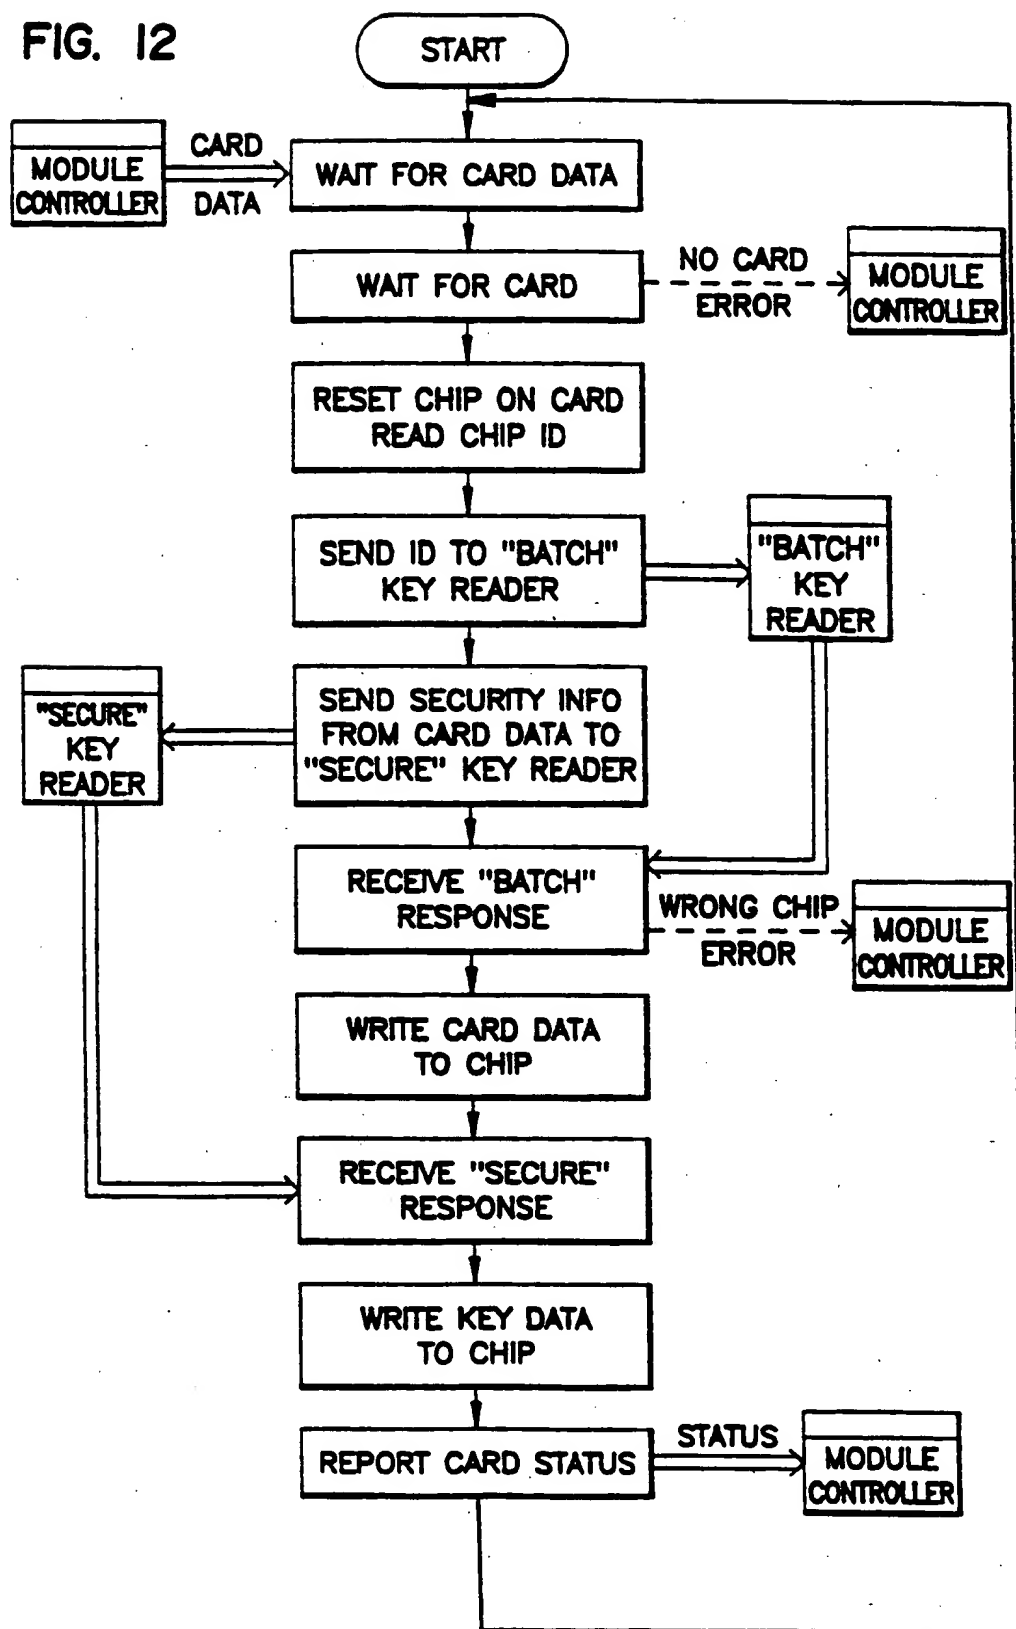 FIG. 12
START
MODULE
CONTROLLER
CARD
DATA
WAIT FOR CARD DATA
WAIT FOR CARD
NO CARD
ERROR
MODULE
CONTROLLER
RESET CHIP ON CARD
READ CHIP ID
SEND ID TO "BATCH"
KEY READER
"BATCH"
KEY
READER
"SECURE"
KEY
READER
SEND SECURITY INFO
FROM CARD DATA TO
"SECURE" KEY READER
RECEIVE "BATCH"
RESPONSE
WRONG CHIP
ERROR
MODULE
CONTROLLER
WRITE CARD DATA
TO CHIP
RECEIVE "SECURE"
RESPONSE
WRITE KEY DATA
TO CHIP
REPORT CARD STATUS
STATUS
MODULE
CONTROLLER